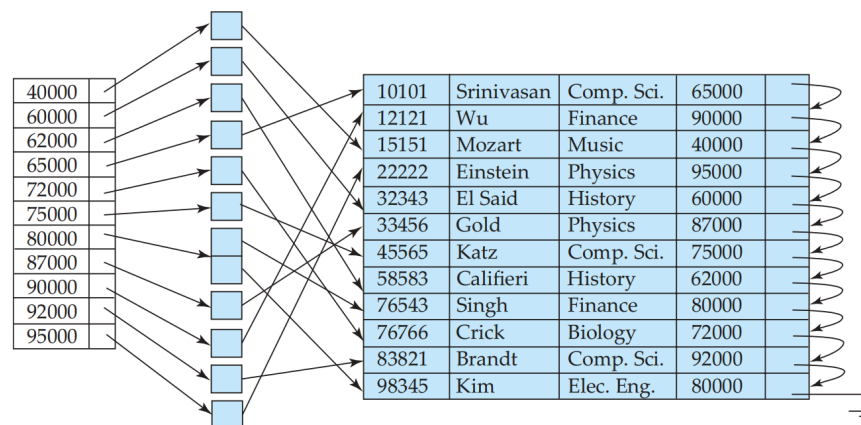 40000
60000
62000
65000
72000
75000
80000
87000
90000
92000
95000
10101 Srinivasan Comp. Sci. 65000
12121 Wu Finance 90000
15151 Mozart Music 40000
22222 Einstein Physics 95000
32343 El Said History 60000
33456 Gold Physics 87000
45565 Katz Comp. Sci. 75000
58583 Califieri History 62000
76543 Singh Finance 80000
76766 Crick Biology 72000
83821 Brandt Comp. Sci. 92000
98345 Kim Elec. Eng. 80000